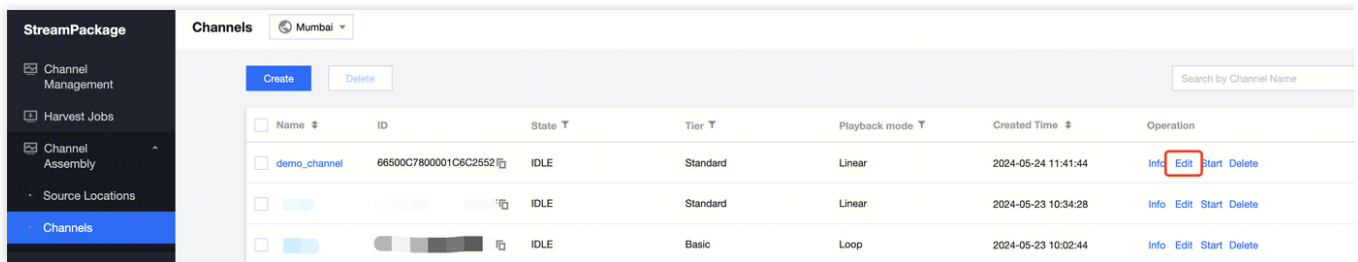 StreamPackage
Channels Mumbai
Channel
Management
Harvest Jobs
Channel
Assembly
Source Locations
Channels
Create Delete Search by Channel Name
Name ID State Tier Playback mode Created Time Operation
demo_channel 66500C7800001C6C2552 IDLE Standard Linear 2024-05-24 11:41:44 Info Edit Start Delete
IDLE Standard Linear 2024-05-23 10:34:28 Info Edit Start Delete
IDLE Basic Loop 2024-05-23 10:02:44 Info Edit Start Delete